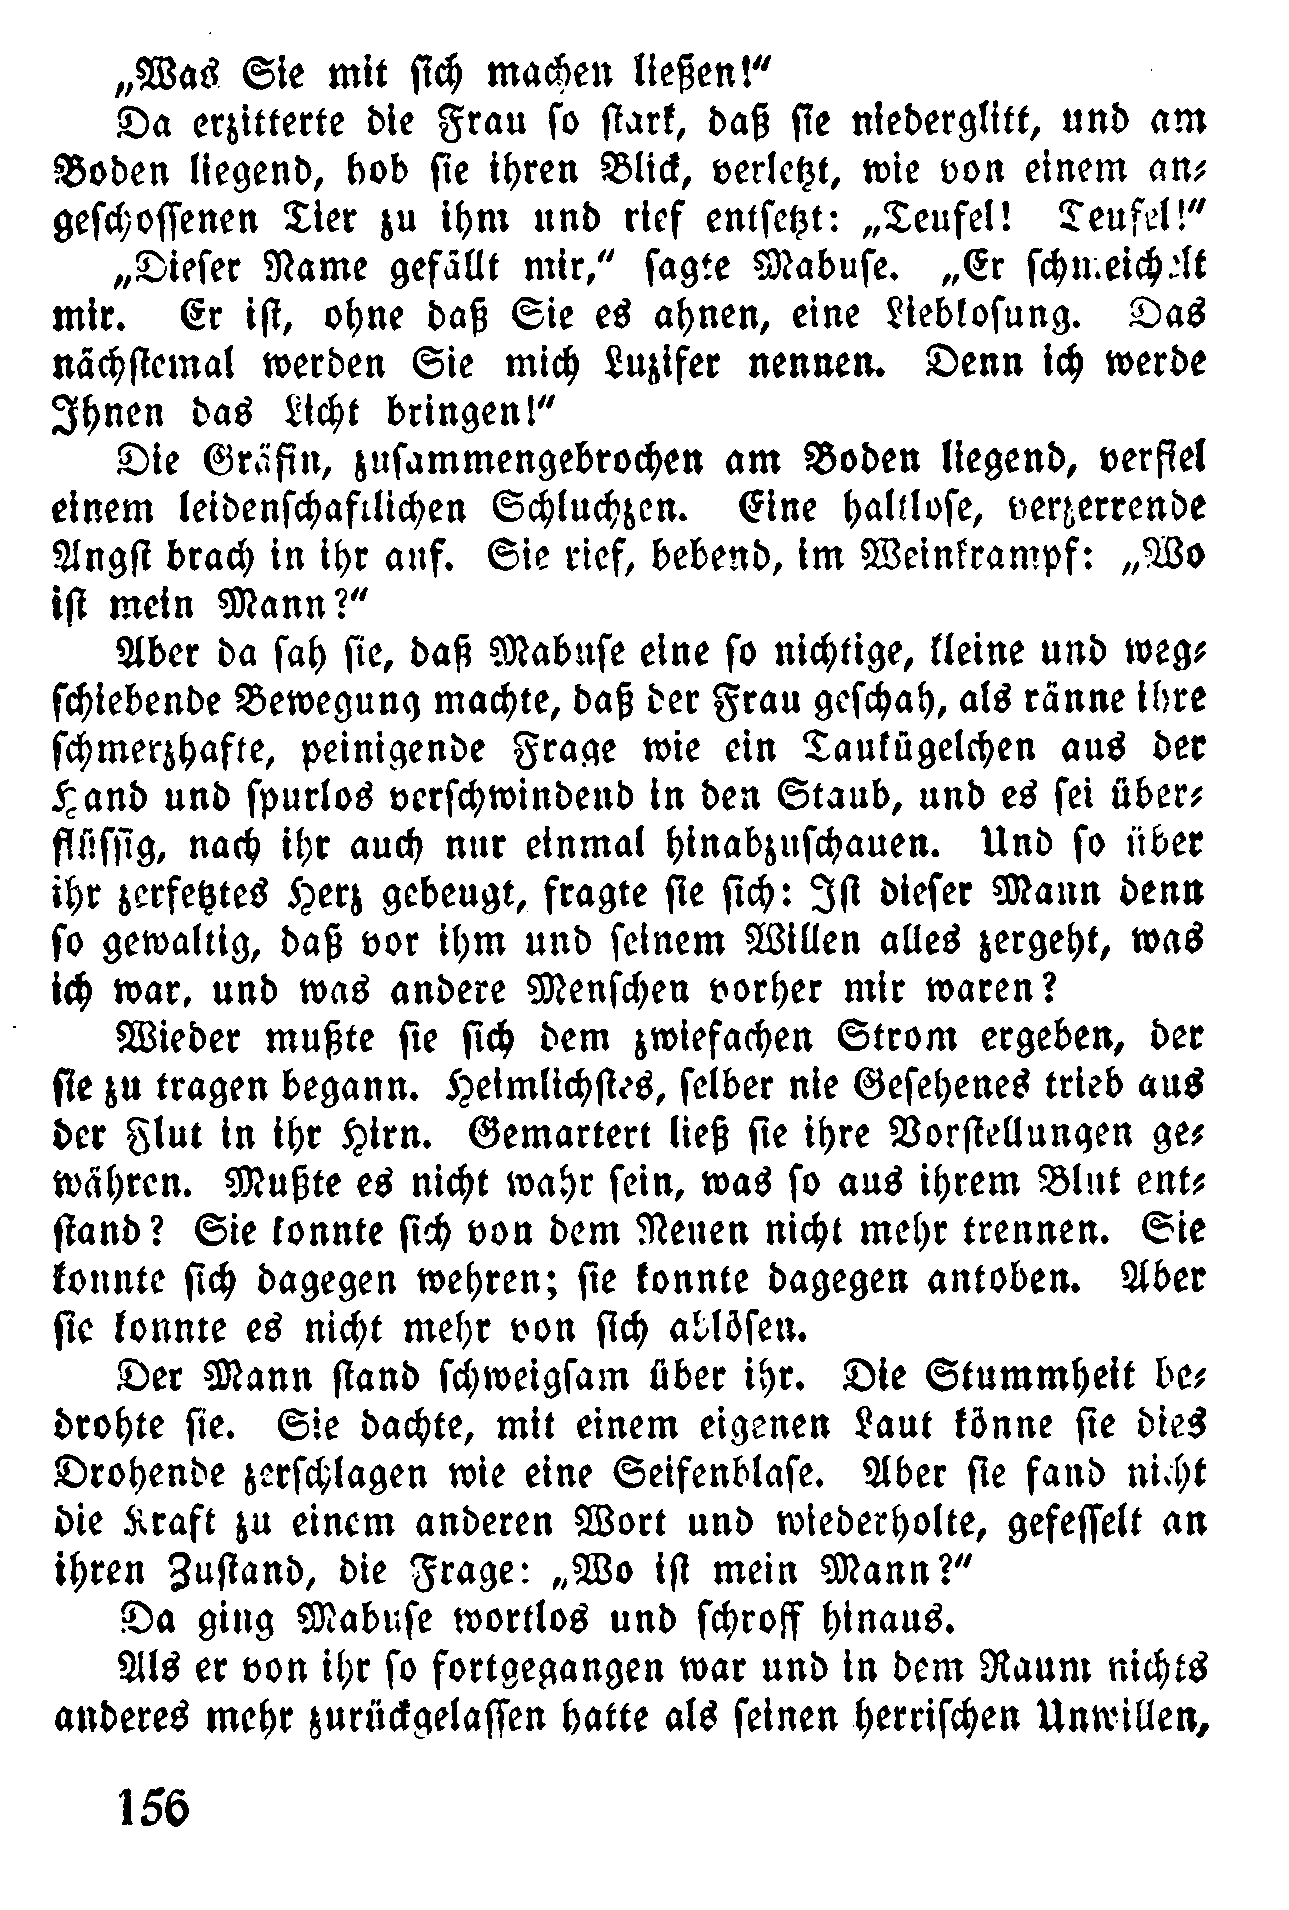 „Was Sie mit sich machen ließen!“
Da erzitterte die Frau so stark, daß sie niederglitt, und am
Boden liegend, hob sie ihren Blick, verletzt, wie von einem an-
geschossenen Tier zu ihm und rief entsetzt: „Teufel! Teufel!“
„Dieser Name gefällt mir,“ sagte Mabuse. „Er schmeichelt
mir. Er ist, ohne daß Sie es ahnen, eine Liebkosung. Das
nächstemal werden Sie mich Luzifer nennen. Denn ich werde
Ihnen das Licht bringen!“
Die Gräfin, zusammengebrochen am Boden liegend, verfiel
einem leidenschaftlichen Schluchzen. Eine haltlose, verzerrende
Angst brach in ihr auf. Sie rief, bebend, im Weinkrampf: „Wo
ist mein Mann?“
Aber da sah sie, daß Mabuse eine so nichtige, kleine und weg-
schiebende Bewegung machte, daß der Frau geschah, als ränne ihre
schmerzhafte, peinigende Frage wie ein Taukügelchen aus der
Hand und spurlos verschwindend in den Staub, und es sei über-
flüssig, nach ihr auch nur einmal hinabzuschauen. Und so über
ihr zerfetztes Herz gebeugt, fragte sie sich: Ist dieser Mann denn
so gewaltig, daß vor ihm und seinem Willen alles zergeht, was
ich war, und was andere Menschen vorher mir waren?
Wieder mußte sie sich dem zwiefachen Strom ergeben, der
sie zu tragen begann. Heimlichstes, selber nie Gesehenes trieb aus
der Flut in ihr Hirn. Gemartert ließ sie ihre Vorstellungen ge-
währen. Mußte es nicht wahr sein, was so aus ihrem Blut ent-
stand? Sie konnte sich von dem Neuen nicht mehr trennen. Sie
konnte sich dagegen wehren; sie konnte dagegen antoben. Aber
sie konnte es nicht mehr von sich ablösen.
Der Mann stand schweigsam über ihr. Die Stummheit be-
drohte sie. Sie dachte, mit einem eigenen Laut könne sie dies
Drohende zerschlagen wie eine Seifenblase. Aber sie fand nicht
die Kraft zu einem anderen Wort und wiederholte, gefesselt an
ihren Zustand, die Frage: „Wo ist mein Mann?“
Da ging Mabuse wortlos und schroff hinaus.
Als er von ihr so fortgegangen war und in dem Raum nichts
anderes mehr zurückgelassen hatte als seinen herrischen Unwillen,
156